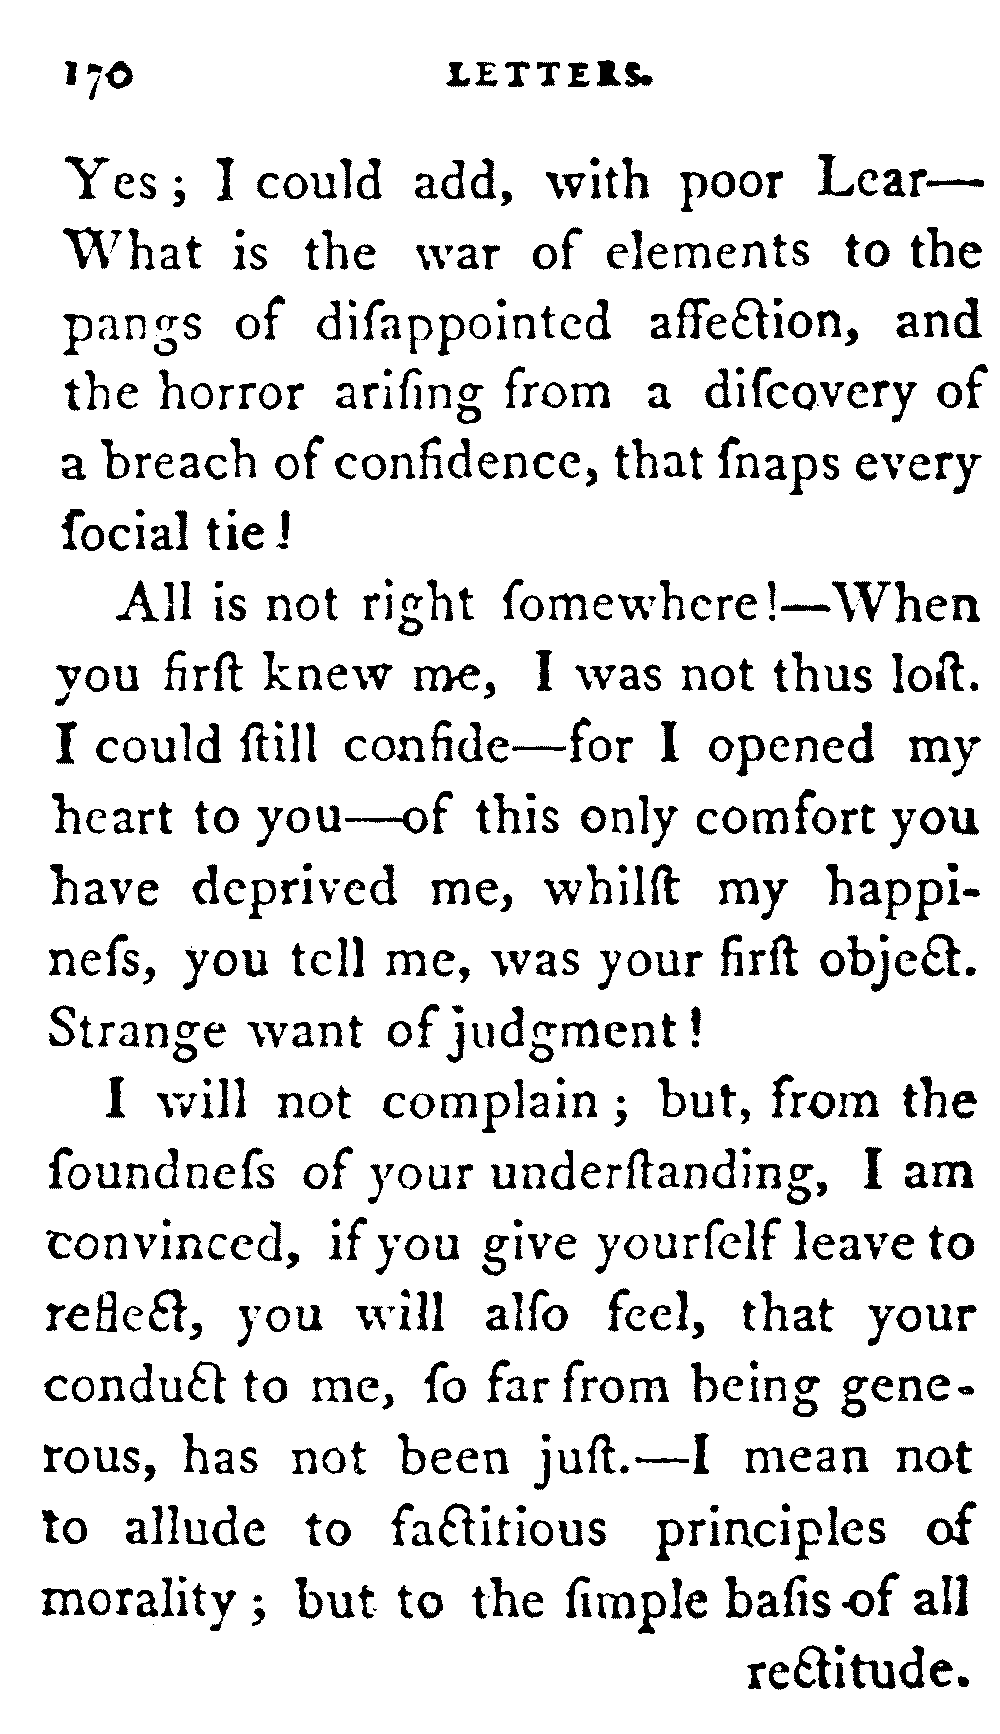 170 LETTERS.
Yes; I could add, with poor Lear—
What is the war of elements to the
pangs of diſappointed affection, and
the horror ariſing from a diſcovery of
a breach of confidence, that ſnaps every
ſocial tie!
All is not right ſomewhere!—When
you firſt knew me, I was not thus loſt.
I could ſtill confide—for I opened my
heart to you—of this only comfort you
have deprived me, whilſt my happi-
neſs, you tell me, was your firſt object.
Strange want of judgment!
I will not complain; but, from the
ſoundneſs of your underſtanding, I am
convinced, if you give yourſelf leave to
reflect, you will alſo feel, that your
conduct to me, ſo far from being gene-
rous, has not been juſt.—I mean not
to allude to factitious principles of
morality; but to the ſimple baſis of all
rectitude.